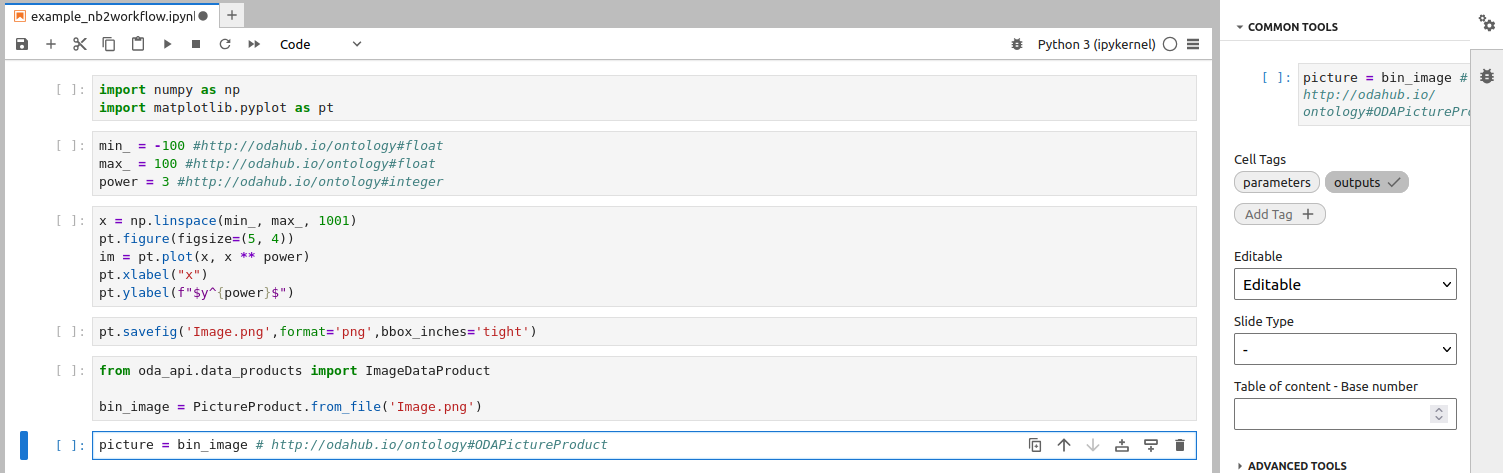 example_nb2workflow.ipynb
Code
Python 3 (ipykernel)
[ ]: import numpy as np
import matplotlib.pyplot as pt
[ ]: min_ = -100 #http://odahub.io/ontology#float
max_ = 100 #http://odahub.io/ontology#float
power = 3 #http://odahub.io/ontology#integer
[ ]: x = np.linspace(min_, max_, 1001)
pt.figure(figsize=(5, 4))
im = pt.plot(x, x ** power)
pt.xlabel("x")
pt.ylabel(f"$y^{power}$")
[ ]: pt.savefig('Image.png',format='png',bbox_inches='tight')
[ ]: from oda_api.data_products import ImageDataProduct
bin_image = PictureProduct.from_file('Image.png')
[ ]: picture = bin_image # http://odahub.io/ontology#ODAPictureProduct
COMMON TOOLS
[ ]: picture = bin_image #
http://odahub.io/
ontology#ODAPicturePr
Cell Tags
parameters
outputs
Add Tag
Editable
Editable
Slide Type
-
Table of content - Base number
ADVANCED TOOLS